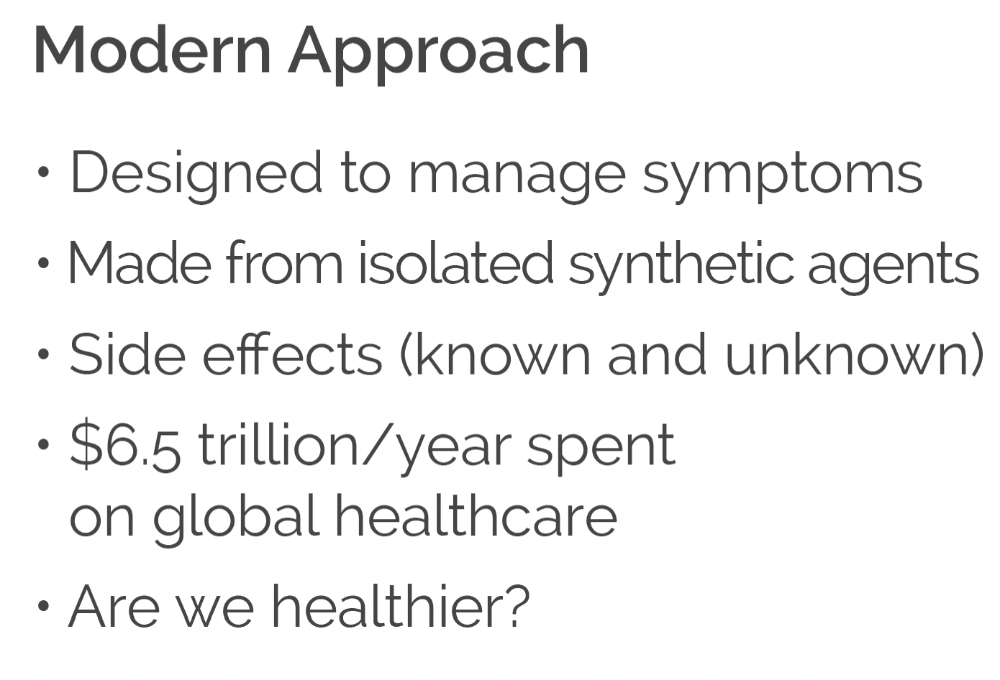 Modern Approach
• Designed to manage symptoms
• Made from isolated synthetic agents
• Side effects (known and unknown)
• $6.5 trillion/year spent
on global healthcare
• Are we healthier?